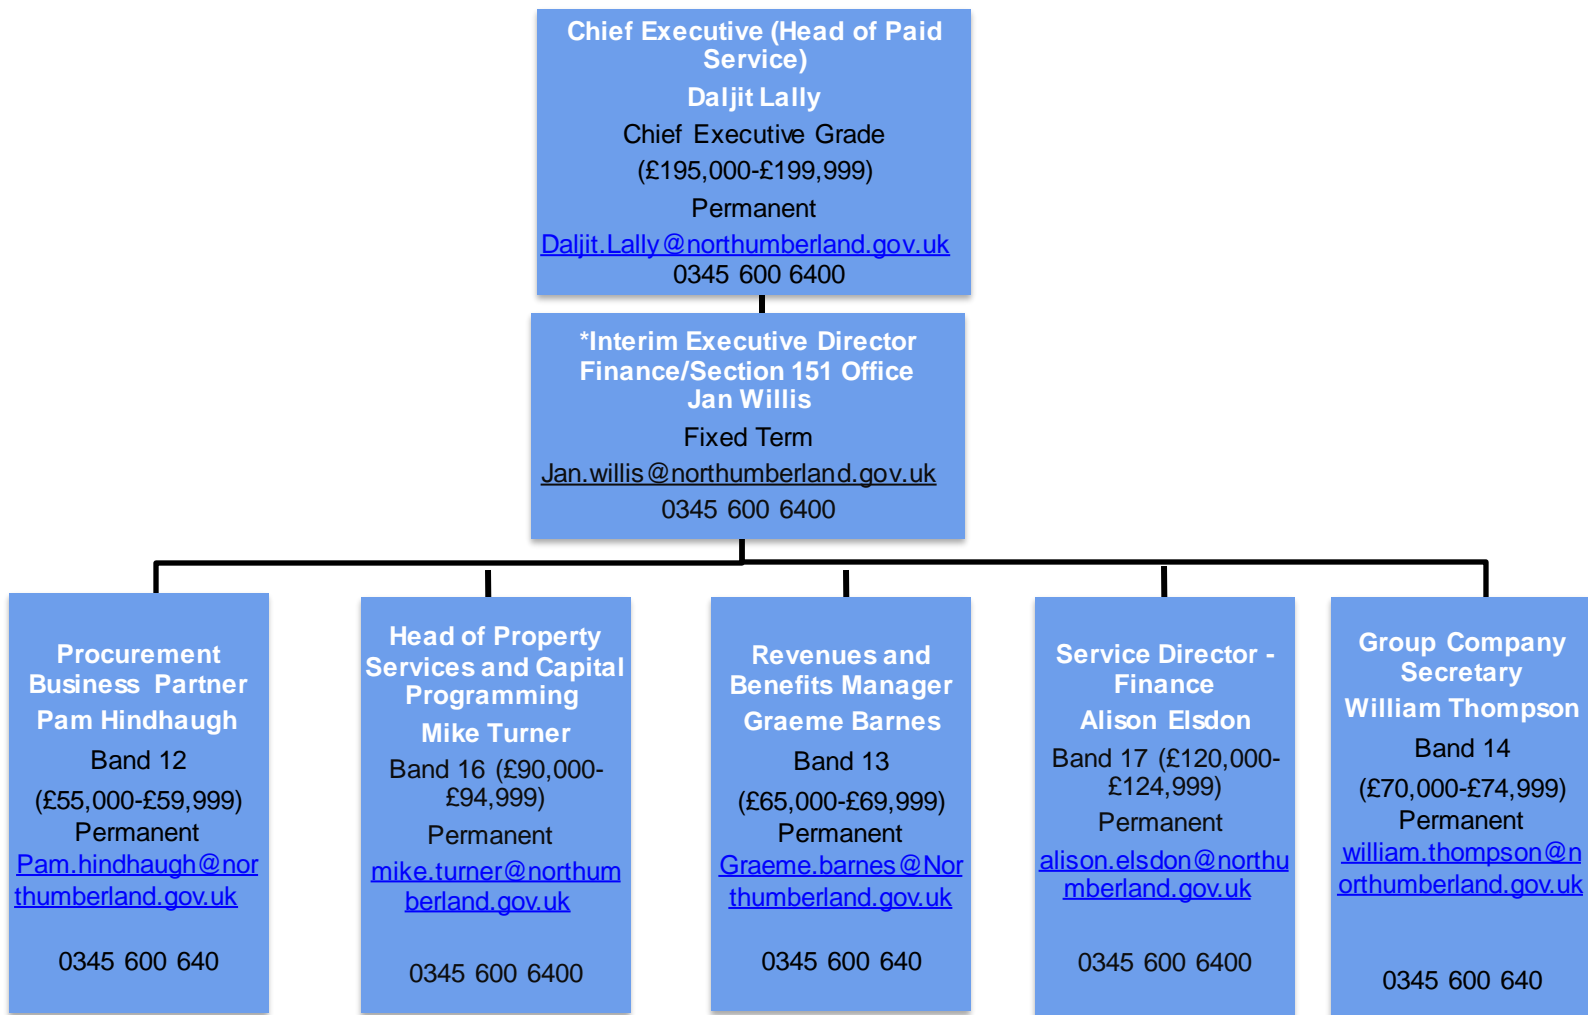 Chief Executive (Head of Paid
Service)
Daljit Lally
Chief Executive Grade
(£195,000-£199,999)
Permanent
Daljit.Lally@northumberland.gov.uk
0345 600 6400
*Interim Executive Director
Finance/Section 151 Office
Jan Willis
Fixed Term
Jan.willis@northumberland.gov.uk
0345 600 6400
Procurement
Business Partner
Pam Hindhaugh
Band 12
(£55,000-£59,999)
Permanent
Pam.hindhaugh@nor
thumberland.gov.uk
0345 600 640
Head of Property
Services and Capital
Programming
Mike Turner
Band 16 (£90,000-
£94,999)
Permanent
mike.turner@northum
berland.gov.uk
0345 600 6400
Revenues and
Benefits Manager
Graeme Barnes
Band 13
(£65,000-£69,999)
Permanent
Graeme.barnes@Nor
thumberland.gov.uk
0345 600 640
Service Director -
Finance
Alison Elsdon
Band 17 (£120,000-
£124,999)
Permanent
alison.elsdon@northu
mberland.gov.uk
0345 600 6400
Group Company
Secretary
William Thompson
Band 14
(£70,000-£74,999)
Permanent
william.thompson@n
orthumberland.gov.uk
0345 600 640